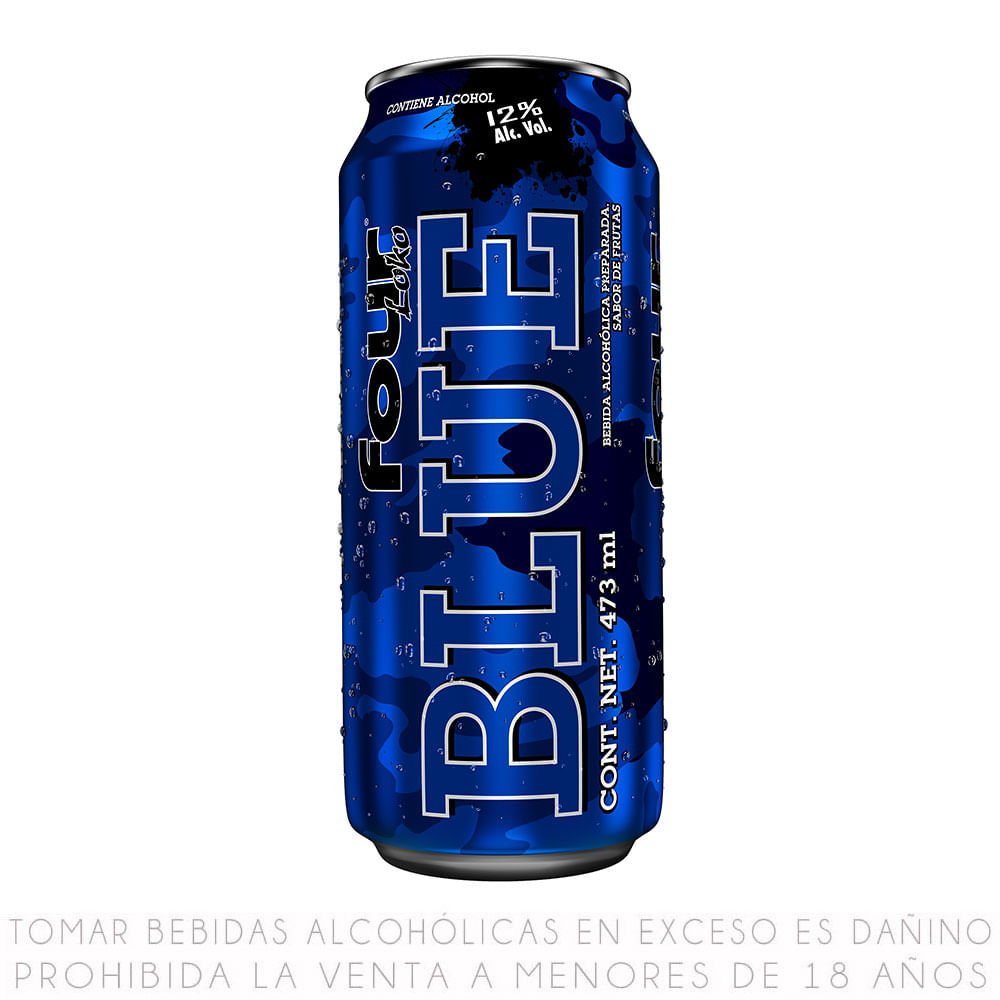 CONTIENE ALCOHOL
12%
Alc. Vol.
four
Loko
BLUE
BEBIDA ALCOHÓLICA PREPARADA.
SABOR DE FRUTAS
CONT. NET. 473 ml
TOMAR BEBIDAS ALCOHÓLICAS EN EXCESO ES DAÑINO
PROHIBIDA LA VENTA A MENORES DE 18 AÑOS